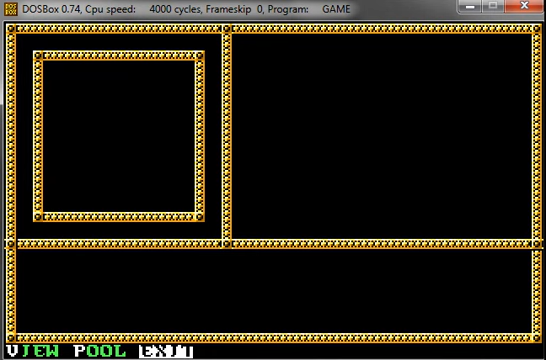 DOSBox 0.74, Cpu speed: 4000 cycles, Frameskip 0, Program: GAME
VIEW POOL EXIT